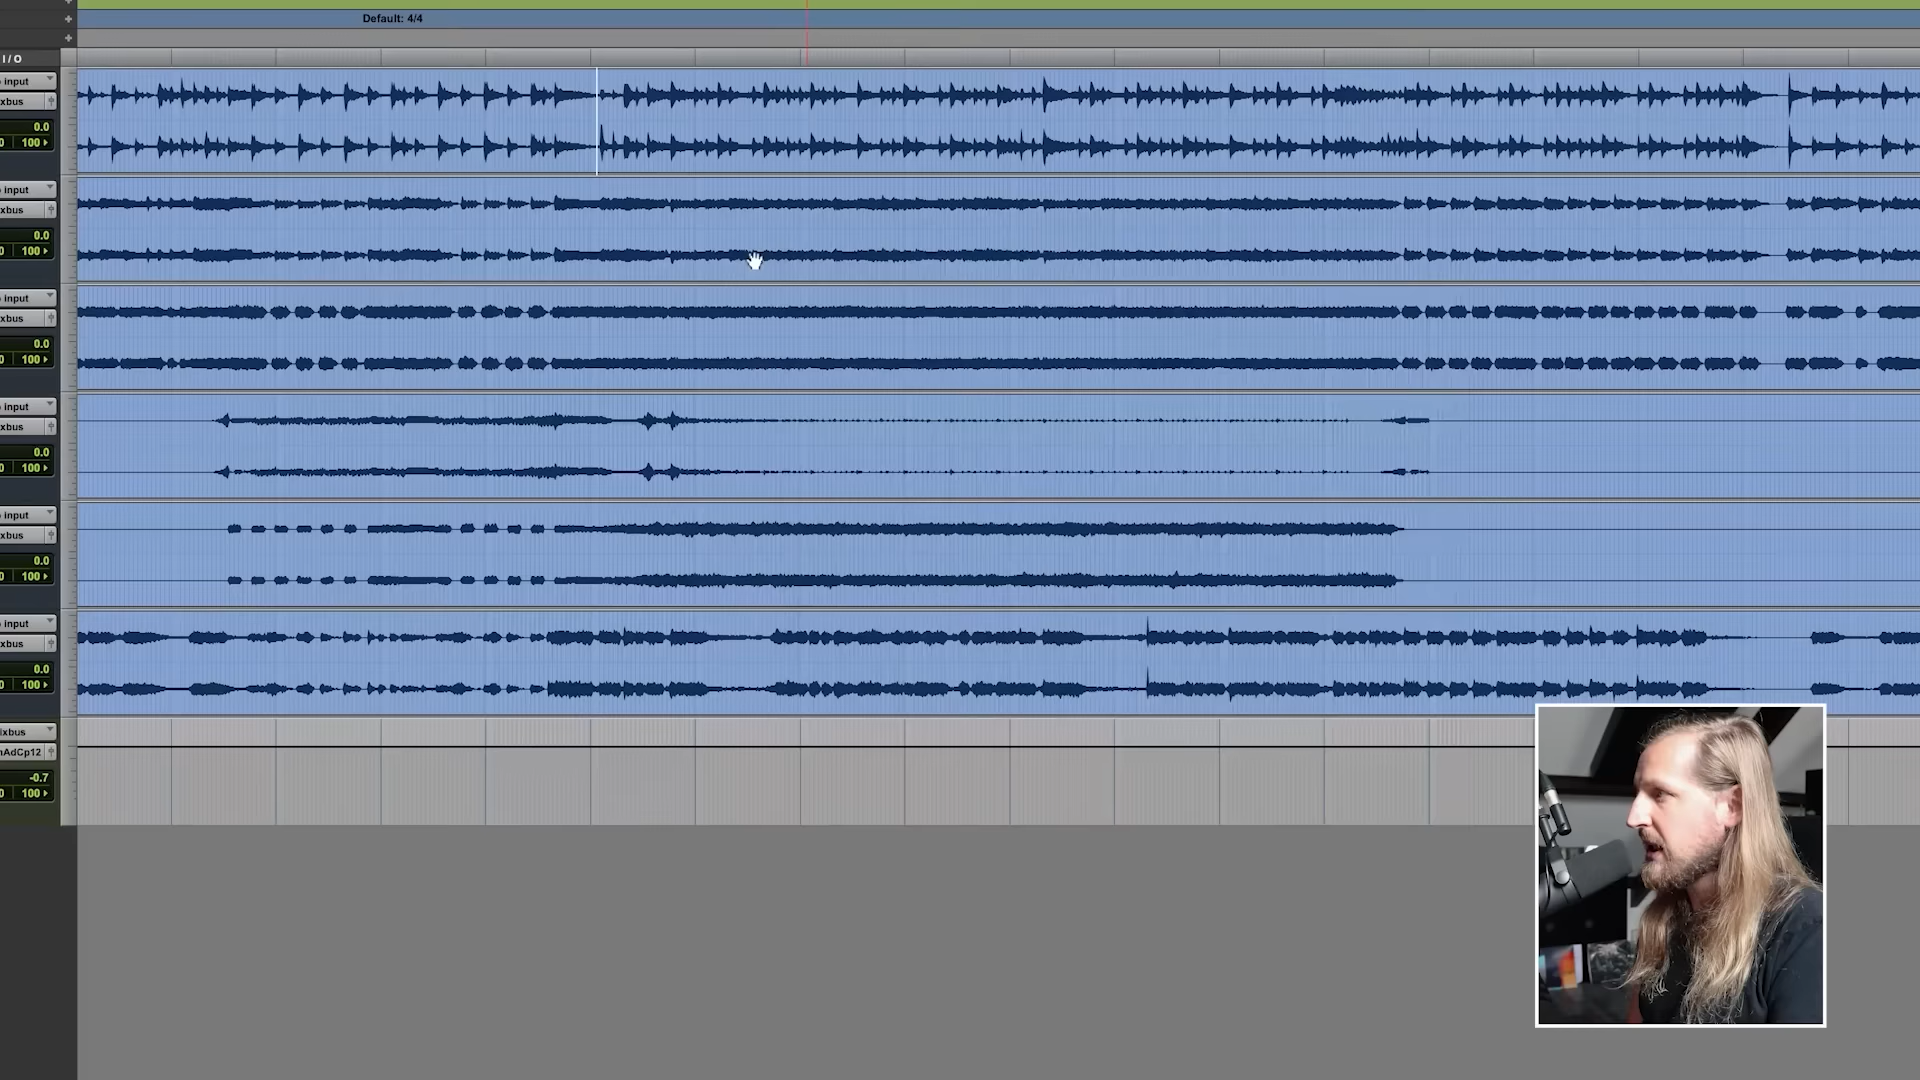 Default: 4/4
I/O
input
xbus
0.0
100
input
xbus
0.0
100
input
xbus
0.0
100
input
xbus
0.0
100
input
xbus
0.0
100
input
xbus
0.0
100
ixbus
nAdCp12
-0.7
100